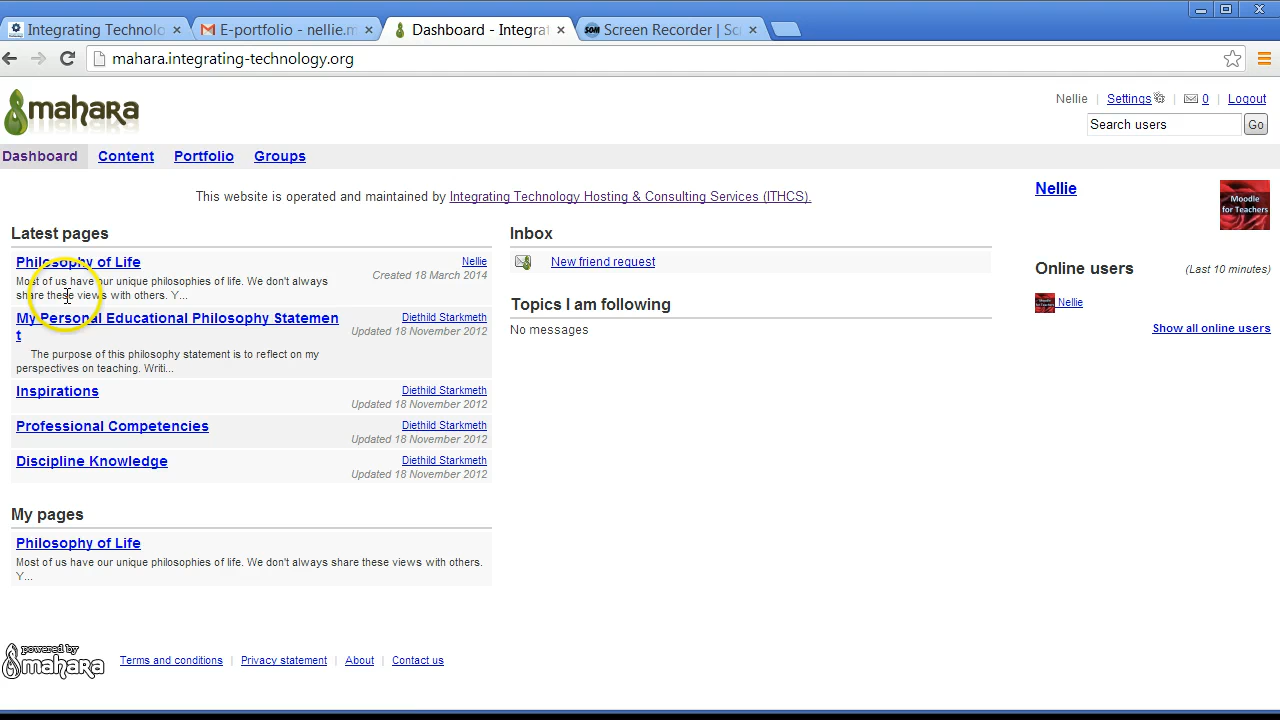 Integrating Technolo
E-portfolio - nellie.m
Dashboard - Integrat
SOM Screen Recorder | Sc
mahara.integrating-technology.org
mahara
Nellie | Settings | 0 | Logout
Search users Go
Dashboard Content Portfolio Groups
This website is operated and maintained by Integrating Technology Hosting & Consulting Services (ITHCS).
Nellie
Moodle
for Teachers
Latest pages
Philosophy of Life Nellie
Created 18 March 2014
Most of us have our unique philosophies of life. We don't always
share these views with others. Y...
My Personal Educational Philosophy Statemen Diethild Starkmeth
t Updated 18 November 2012
The purpose of this philosophy statement is to reflect on my
perspectives on teaching. Writi...
Inspirations Diethild Starkmeth
Updated 18 November 2012
Professional Competencies Diethild Starkmeth
Updated 18 November 2012
Discipline Knowledge Diethild Starkmeth
Updated 18 November 2012
My pages
Philosophy of Life
Most of us have our unique philosophies of life. We don't always share these views with others.
Y...
Inbox
New friend request
Topics I am following
No messages
Online users (Last 10 minutes)
Nellie
Show all online users
powered by
mahara
Terms and conditions | Privacy statement | About | Contact us